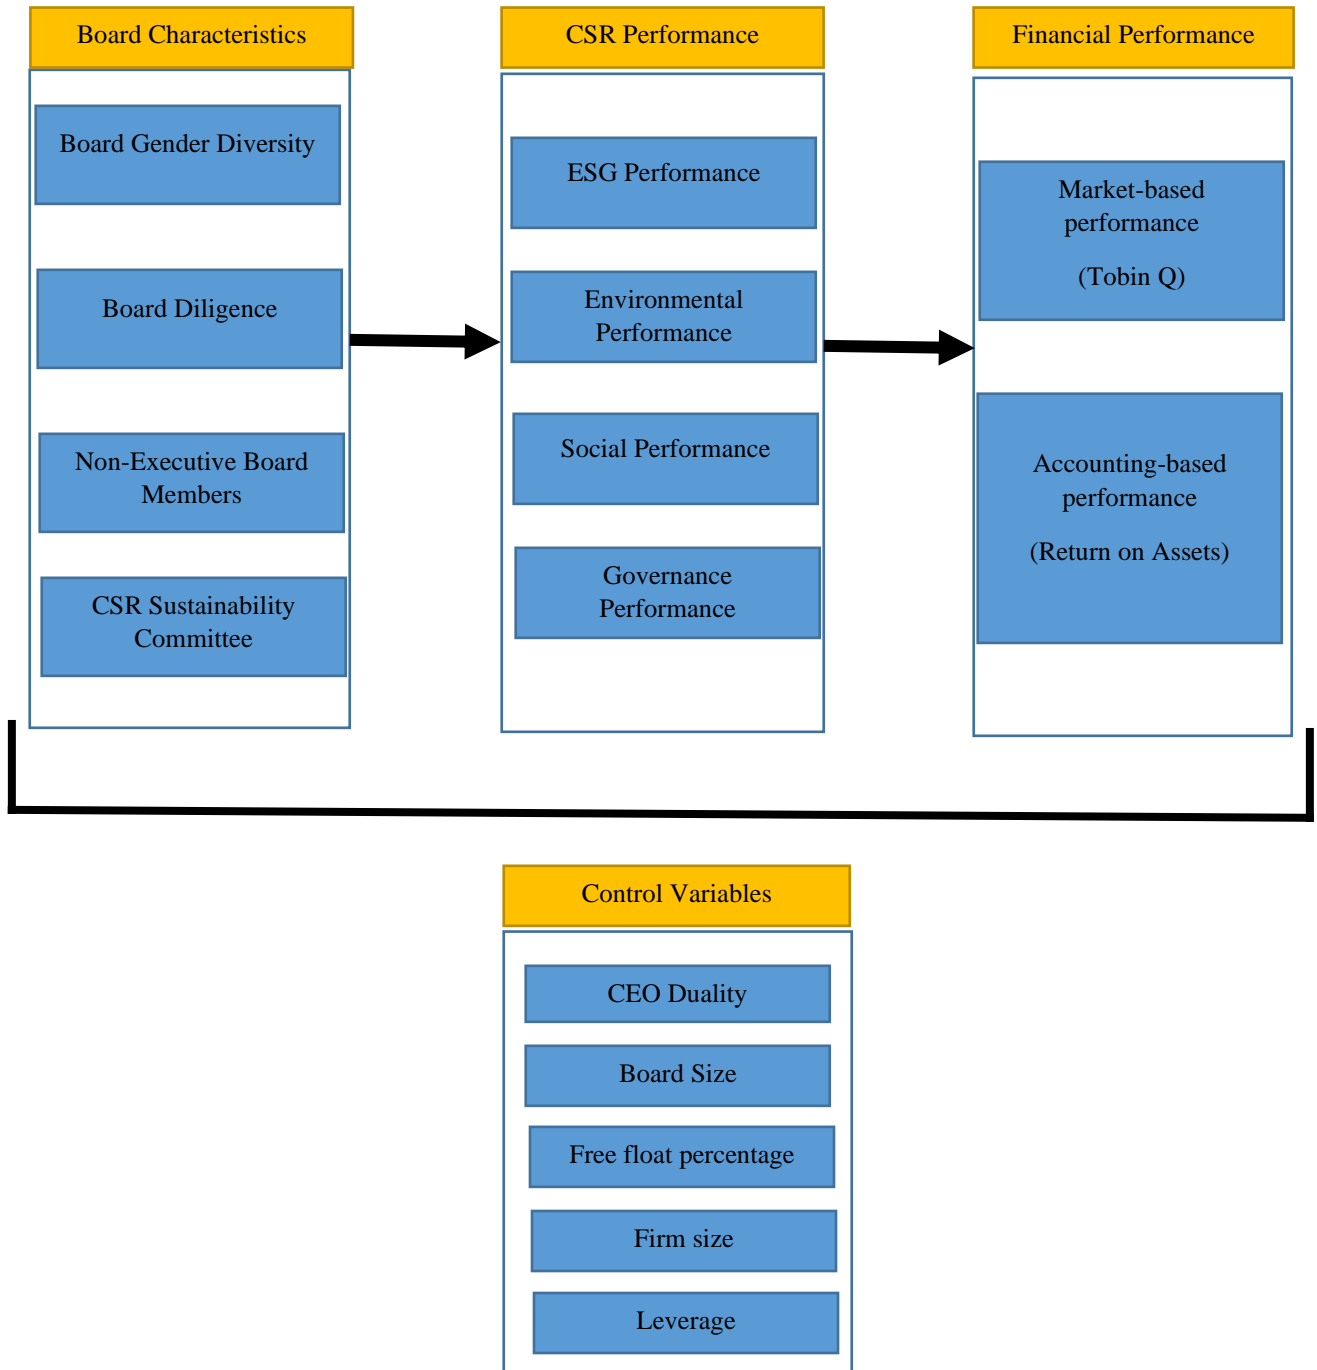 Board Characteristics
Board Gender Diversity
Board Diligence
Non-Executive Board
Members
CSR Sustainability
Committee
CSR Performance
ESG Performance
Environmental
Performance
Social Performance
Governance
Performance
Financial Performance
Market-based
performance
(Tobin Q)
Accounting-based
performance
(Return on Assets)
Control Variables
CEO Duality
Board Size
Free float percentage
Firm size
Leverage